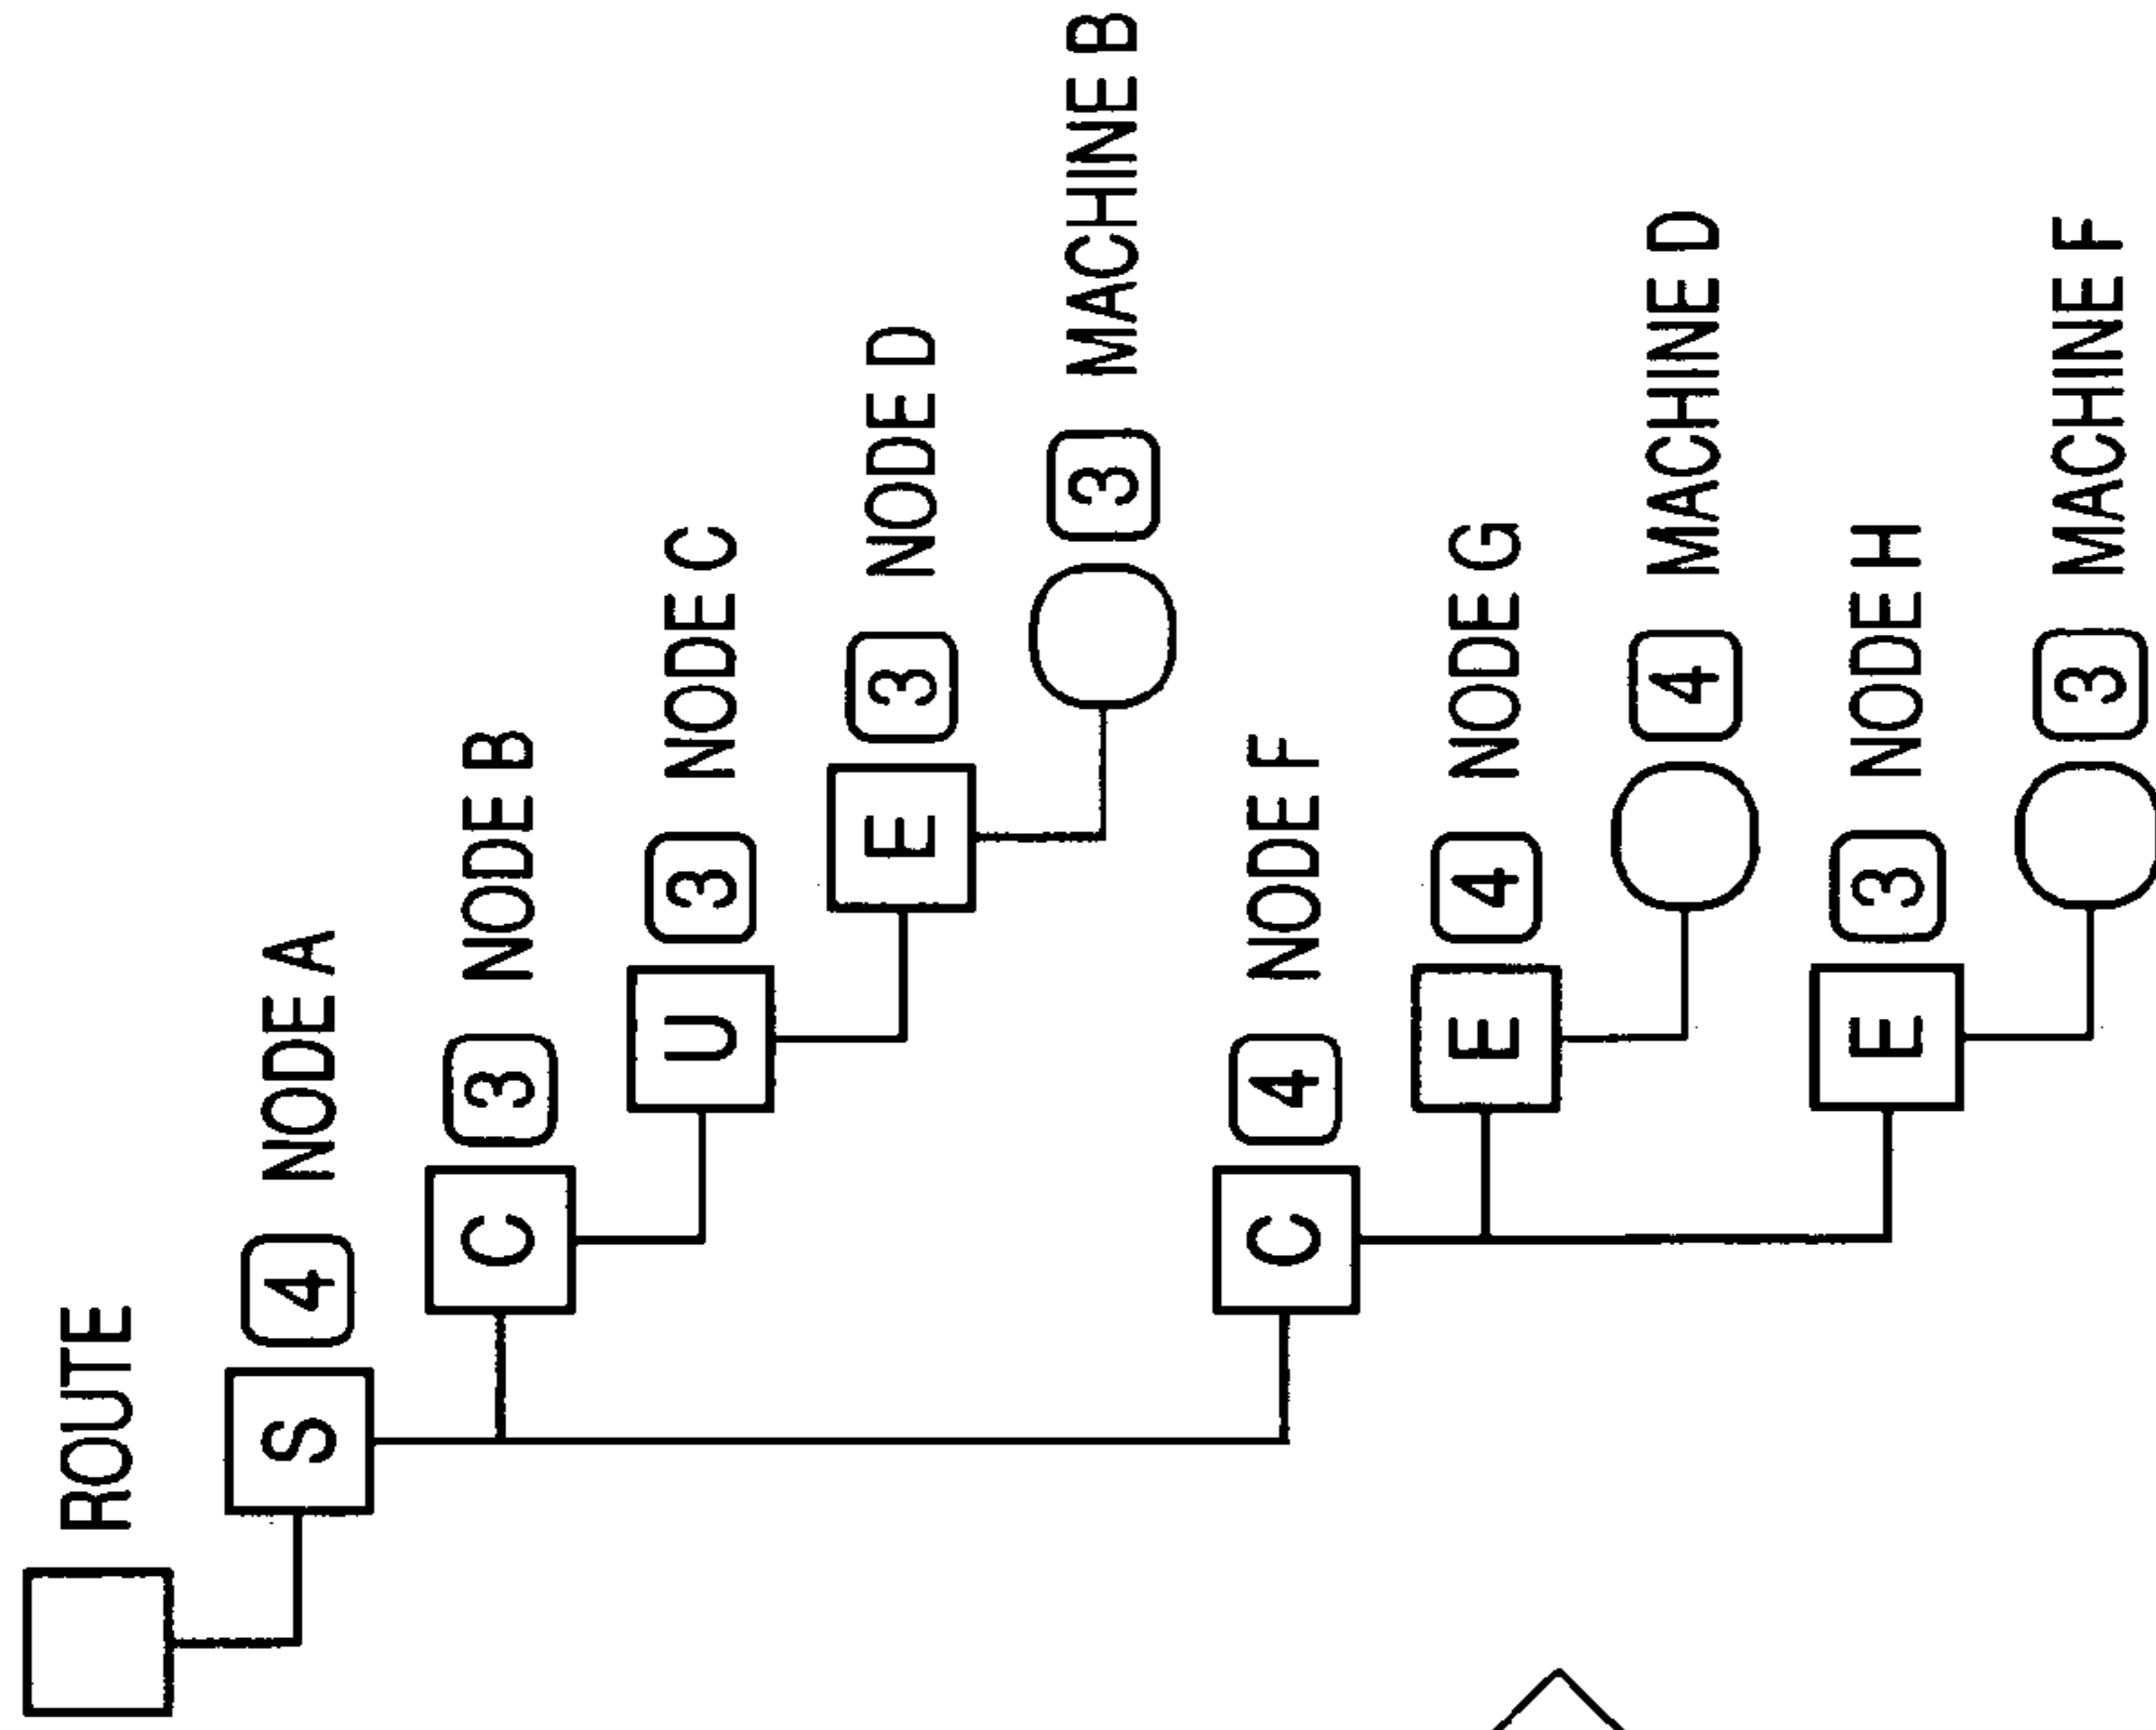 ROUTE
S 4 NODE A
C 3 NODE B
U 3 NODE C
E 3 NODE D
3 MACHINE B
C 4 NODE F
E 4 NODE G
4 MACHINE D
E 3 NODE H
3 MACHINE F